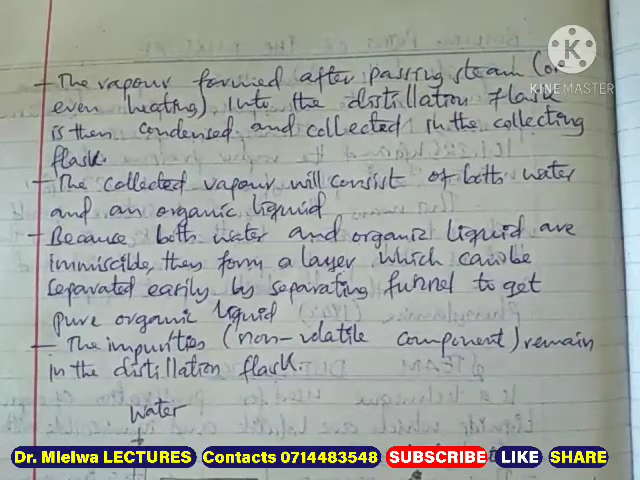 - The vapour formed after passing steam (or
even heating) into the distillation flask
is then condensed and collected in the collecting
flask.
- The collected vapour will consist of both water
and an organic liquid
- Because both water and organic liquid are
immiscible, they form a layer which can be
separated easily by separating funnel to get
pure organic liquid
- The impurities (non-volatile component) remain
in the distillation flask.
Water
K
KINEMASTER
Dr. Mlelwa LECTURES Contacts 0714483548 SUBSCRIBE LIKE SHARE